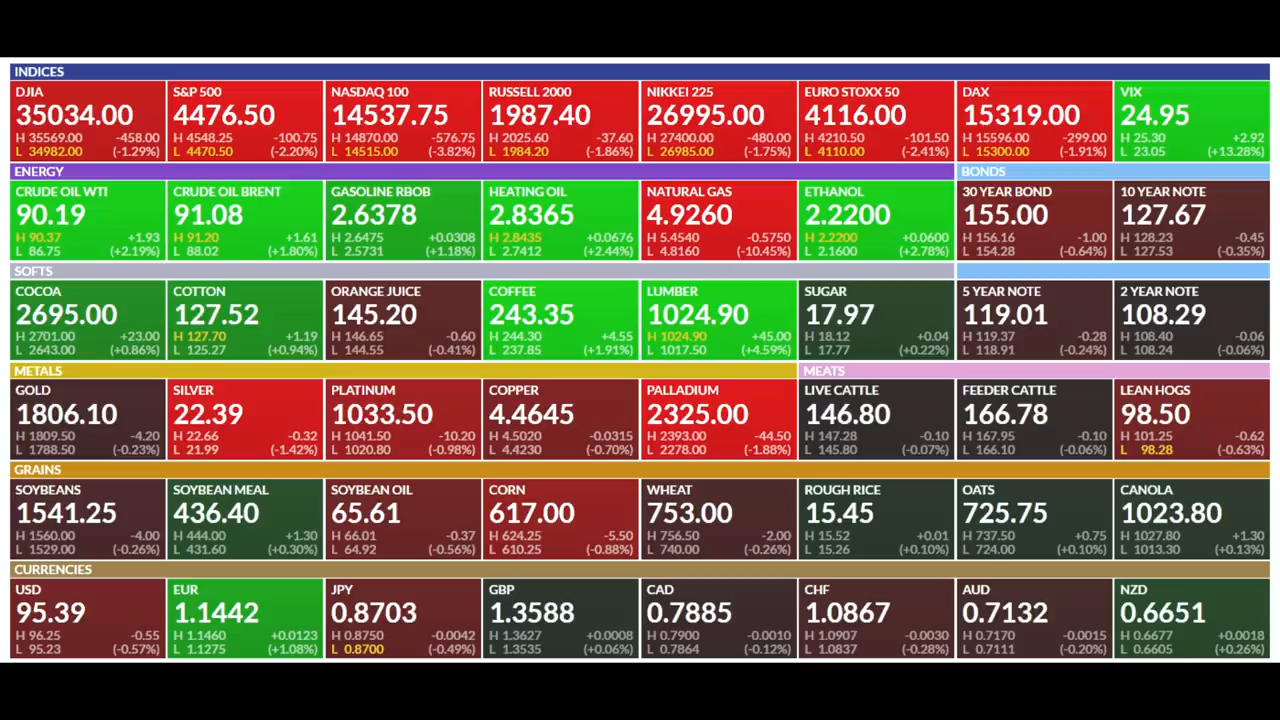 INDICES
DJIA S&P 500 NASDAQ 100 RUSSELL 2000 NIKKEI 225 EURO STOXX 50 DAX VIX
35034.00 4476.50 14537.75 1987.40 26995.00 4116.00 15319.00 24.95
H 35569.00 -458.00 H 4548.25 -100.75 H 14870.00 -576.75 H 2025.60 -37.60 H 27400.00 -480.00 H 4210.50 -101.50 H 15596.00 -299.00 H 25.30 +2.92
L 34982.00 (-1.29%) L 4470.50 (-2.20%) L 14515.00 (-3.82%) L 1984.20 (-1.86%) L 26985.00 (-1.75%) L 4110.00 (-2.41%) L 15300.00 (-1.91%) L 23.05 (+13.28%)
ENERGY BONDS
CRUDE OIL WTI CRUDE OIL BRENT GASOLINE RBOB HEATING OIL NATURAL GAS ETHANOL 30 YEAR BOND 10 YEAR NOTE
90.19 91.08 2.6378 2.8365 4.9260 2.2200 155.00 127.67
H 90.37 +1.93 H 91.20 +1.61 H 2.6475 +0.0308 H 2.8435 +0.0676 H 5.4540 -0.5750 H 2.2200 +0.0600 H 156.16 -1.00 H 128.23 -0.45
L 86.75 (+2.19%) L 88.02 (+1.80%) L 2.5731 (+1.18%) L 2.7412 (+2.44%) L 4.8160 (-10.45%) L 2.1600 (+2.78%) L 154.28 (-0.64%) L 127.53 (-0.35%)
SOFTS
COCOA COTTON ORANGE JUICE COFFEE LUMBER SUGAR 5 YEAR NOTE 2 YEAR NOTE
2695.00 127.52 145.20 243.35 1024.90 17.97 119.01 108.29
H 2701.00 +23.00 H 127.70 +1.19 H 146.65 -0.60 H 244.30 +4.55 H 1024.90 +45.00 H 18.12 +0.04 H 119.37 -0.28 H 108.40 -0.06
L 2643.00 (+0.86%) L 125.27 (+0.94%) L 144.55 (-0.41%) L 237.85 (+1.91%) L 1017.50 (+4.59%) L 17.77 (+0.22%) L 118.91 (-0.24%) L 108.24 (-0.06%)
METALS MEATS
GOLD SILVER PLATINUM COPPER PALLADIUM LIVE CATTLE FEEDER CATTLE LEAN HOGS
1806.10 22.39 1033.50 4.4645 2325.00 146.80 166.78 98.50
H 1809.50 -4.20 H 22.66 -0.32 H 1041.50 -10.20 H 4.5020 -0.0315 H 2393.00 -44.50 H 147.28 -0.10 H 167.95 -0.10 H 101.25 -0.62
L 1788.50 (-0.23%) L 21.99 (-1.42%) L 1020.80 (-0.98%) L 4.4230 (-0.70%) L 2278.00 (-1.88%) L 145.80 (-0.07%) L 166.10 (-0.06%) L 98.28 (-0.63%)
GRAINS
SOYBEANS SOYBEAN MEAL SOYBEAN OIL CORN WHEAT ROUGH RICE OATS CANOLA
1541.25 436.40 65.61 617.00 753.00 15.45 725.75 1023.80
H 1560.00 -4.00 H 444.00 +1.30 H 66.01 -0.37 H 624.25 -5.50 H 756.50 -2.00 H 15.52 +0.01 H 737.50 +0.75 H 1027.80 +1.30
L 1529.00 (-0.26%) L 431.60 (+0.30%) L 64.92 (-0.56%) L 610.25 (-0.88%) L 740.00 (-0.26%) L 15.26 (+0.10%) L 724.00 (+0.10%) L 1013.30 (+0.13%)
CURRENCIES
USD EUR JPY GBP CAD CHF AUD NZD
95.39 1.1442 0.8703 1.3588 0.7885 1.0867 0.7132 0.6651
H 96.25 -0.55 H 1.1460 +0.0123 H 0.8750 -0.0042 H 1.3627 +0.0008 H 0.7900 -0.0010 H 1.0907 -0.0030 H 0.7170 -0.0015 H 0.6677 +0.0018
L 95.23 (-0.57%) L 1.1275 (+1.08%) L 0.8700 (-0.49%) L 1.3535 (+0.06%) L 0.7864 (-0.12%) L 1.0837 (-0.28%) L 0.7111 (-0.20%) L 0.6605 (+0.26%)